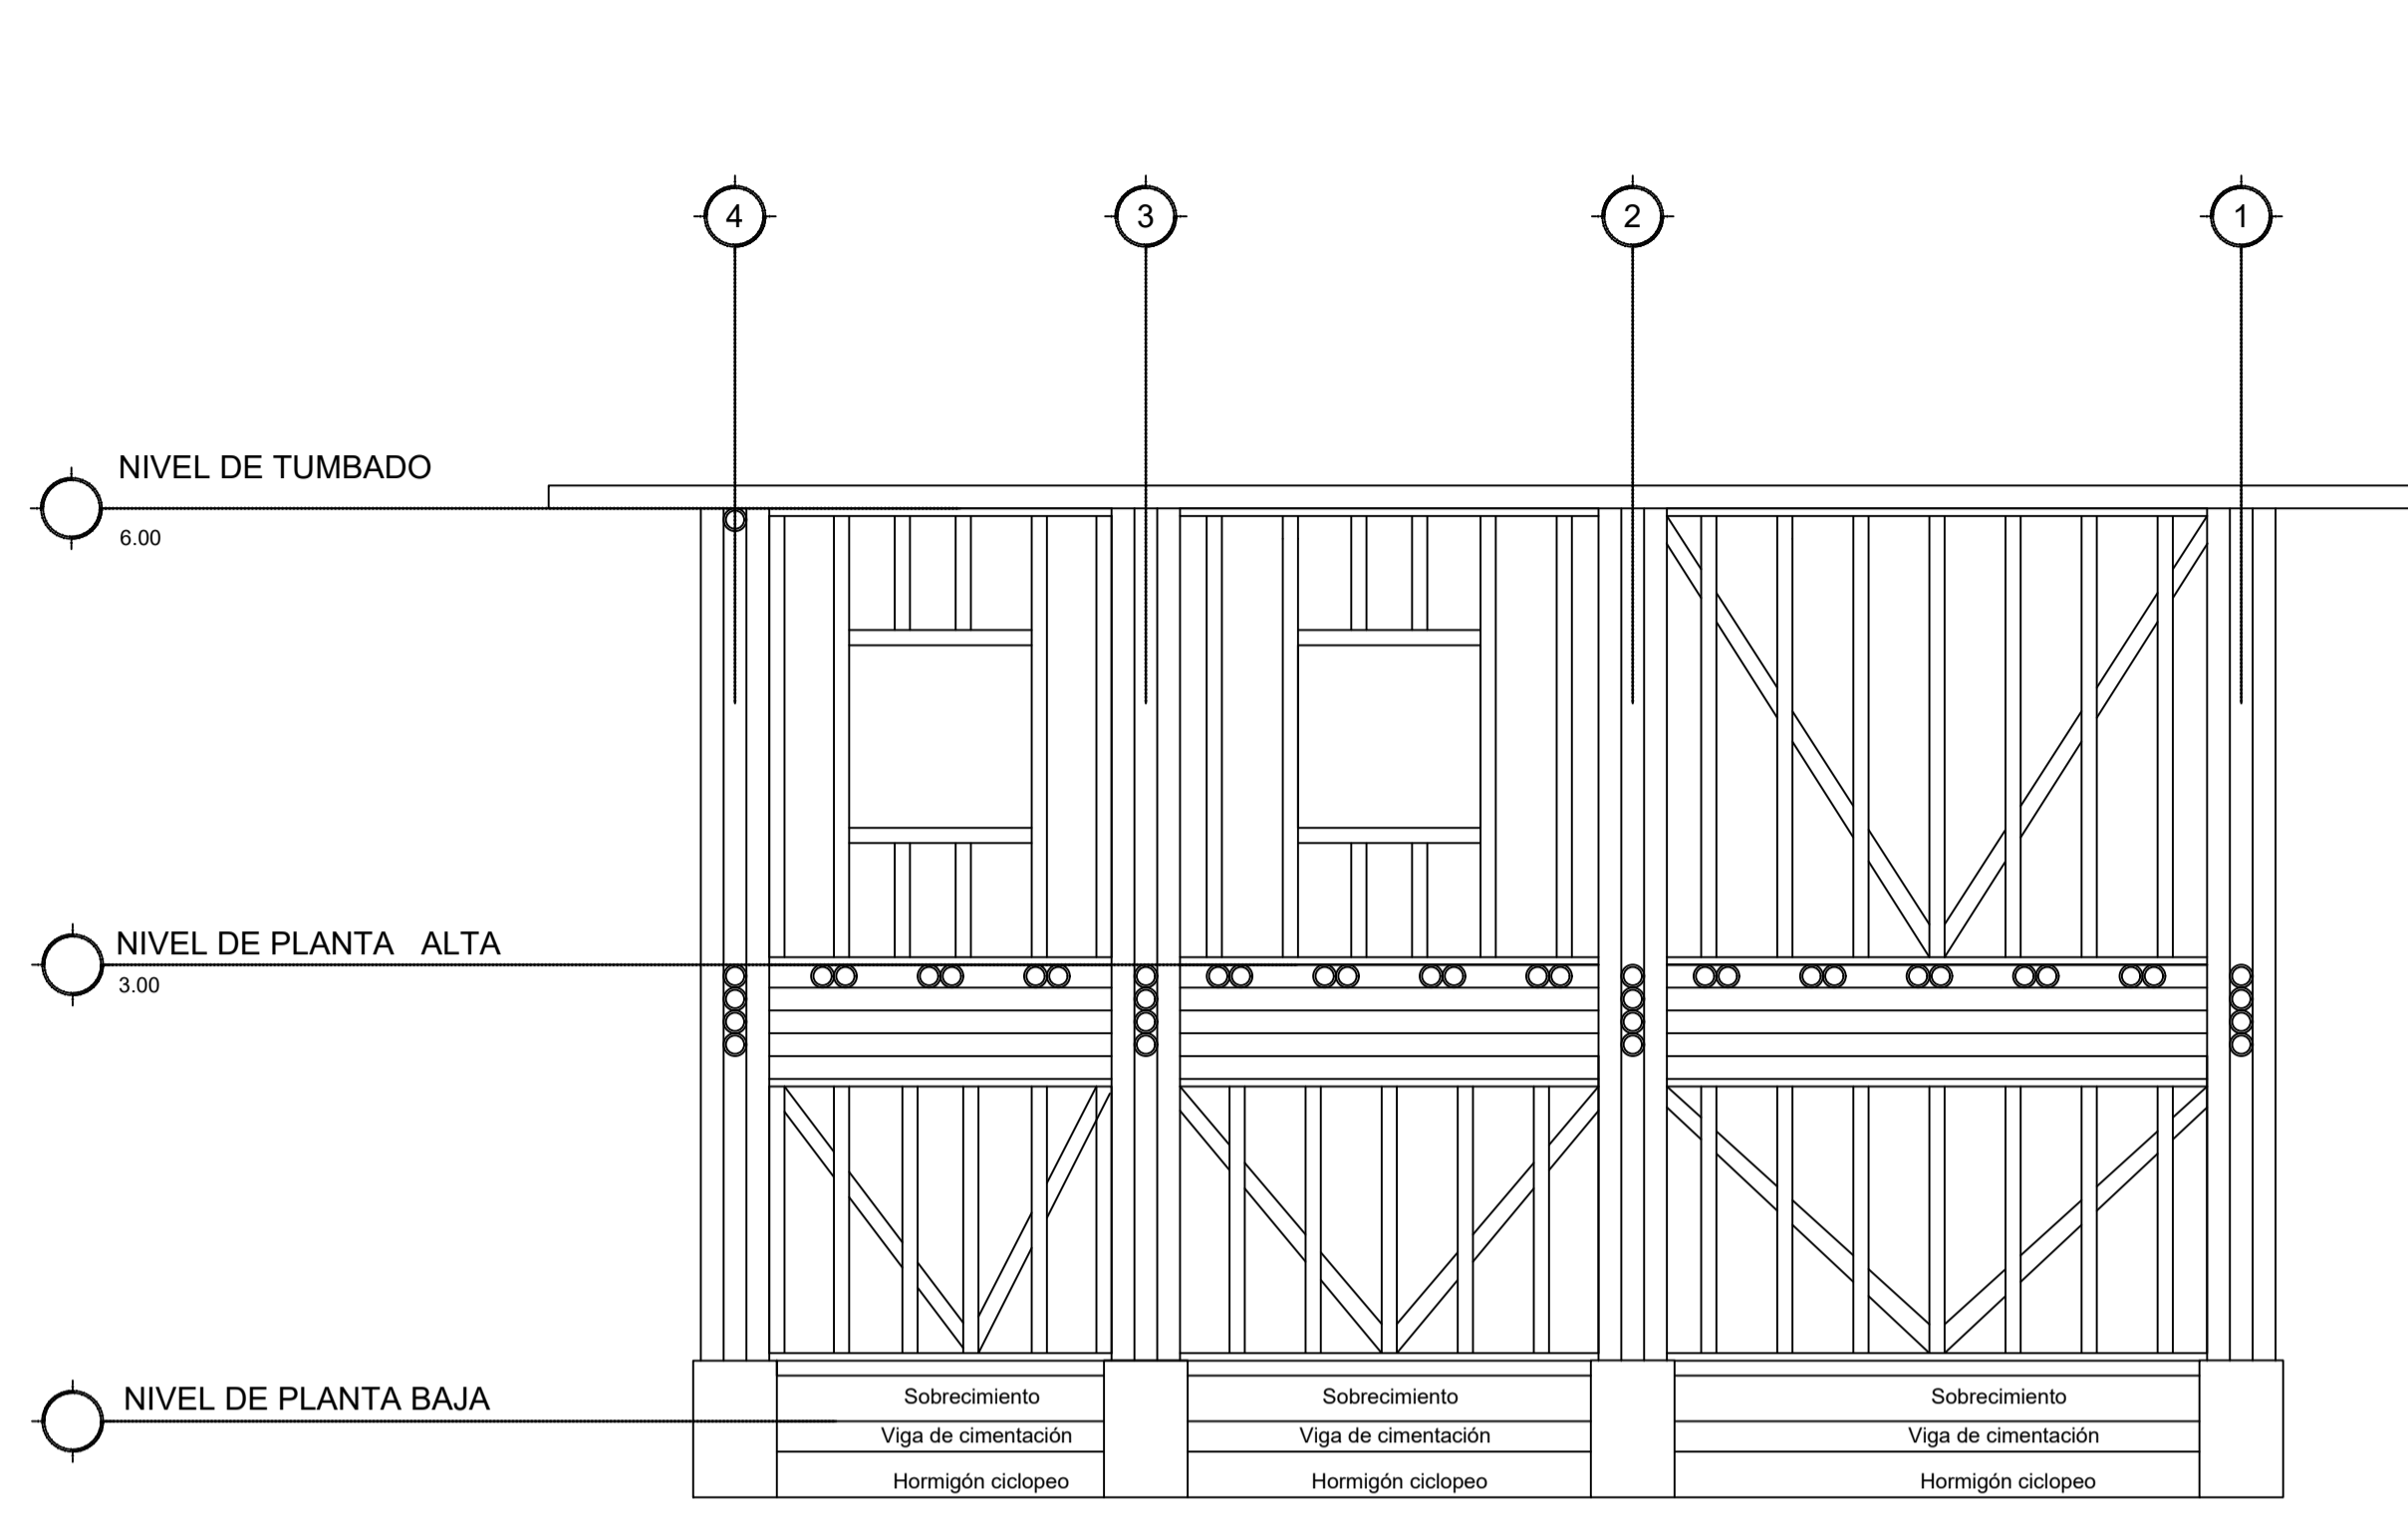 4 3 2 1
NIVEL DE TUMBADO
6.00
NIVEL DE PLANTA ALTA
3.00
NIVEL DE PLANTA BAJA
Sobrecimiento Sobrecimiento Sobrecimiento
Viga de cimentación Viga de cimentación Viga de cimentación
Hormigón ciclopeo Hormigón ciclopeo Hormigón ciclopeo